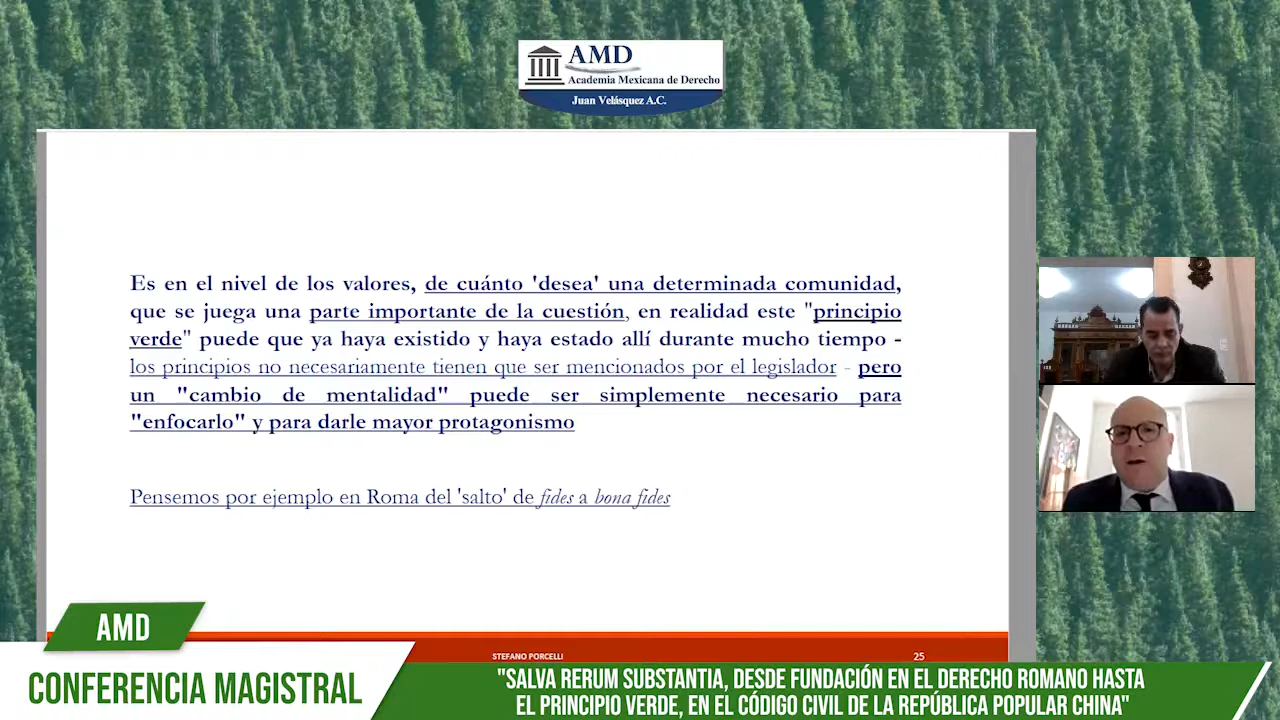 AMD
Academia Mexicana de Derecho
Juan Velásquez A.C.
Es en el nivel de los valores, de cuánto 'desea' una determinada comunidad,
que se juega una parte importante de la cuestión, en realidad este "principio
verde" puede que ya haya existido y haya estado allí durante mucho tiempo -
los principios no necesariamente tienen que ser mencionados por el legislador - pero
un "cambio de mentalidad" puede ser simplemente necesario para
"enfocarlo" y para darle mayor protagonismo
Pensemos por ejemplo en Roma del 'salto' de fides a bona fides
STEFANO PORCELLI
25
AMD
CONFERENCIA MAGISTRAL
"SALVA RERUM SUBSTANTIA, DESDE FUNDACIÓN EN EL DERECHO ROMANO HASTA
EL PRINCIPIO VERDE, EN EL CÓDIGO CIVIL DE LA REPÚBLICA POPULAR CHINA"